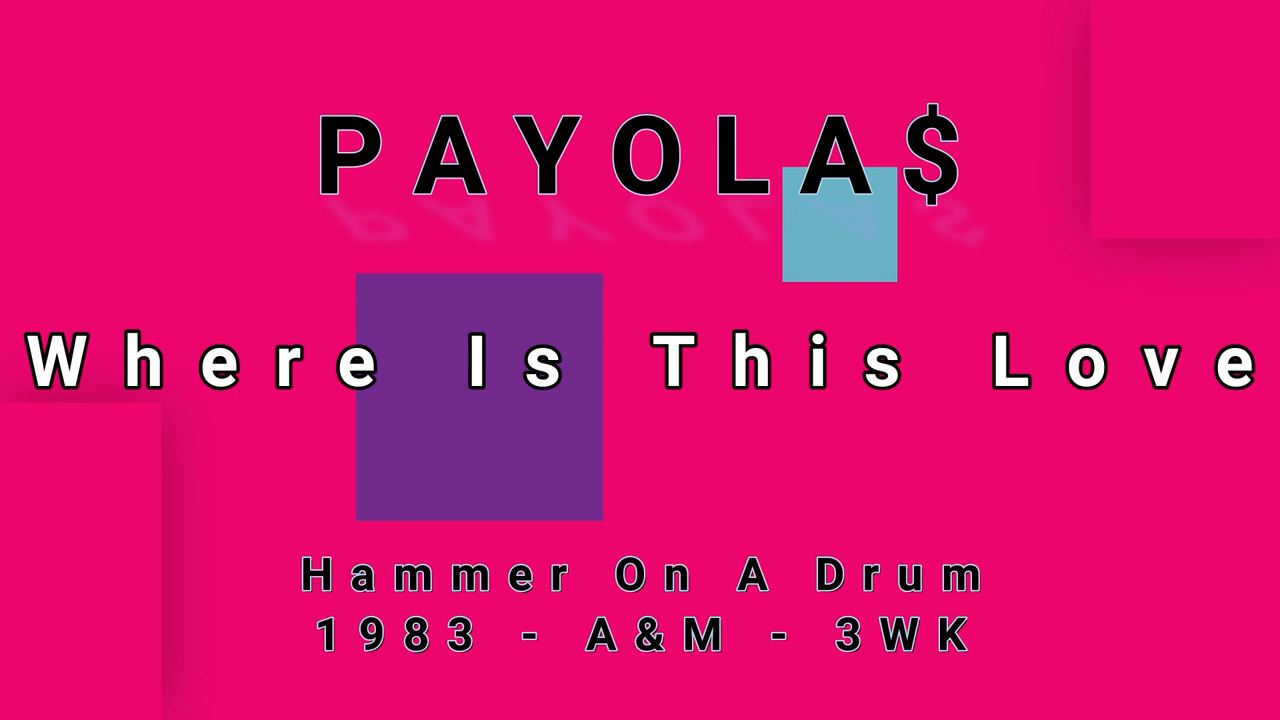 PAYOLA$
Where Is This Love
Hammer On A Drum
1983 - A&M - 3WK